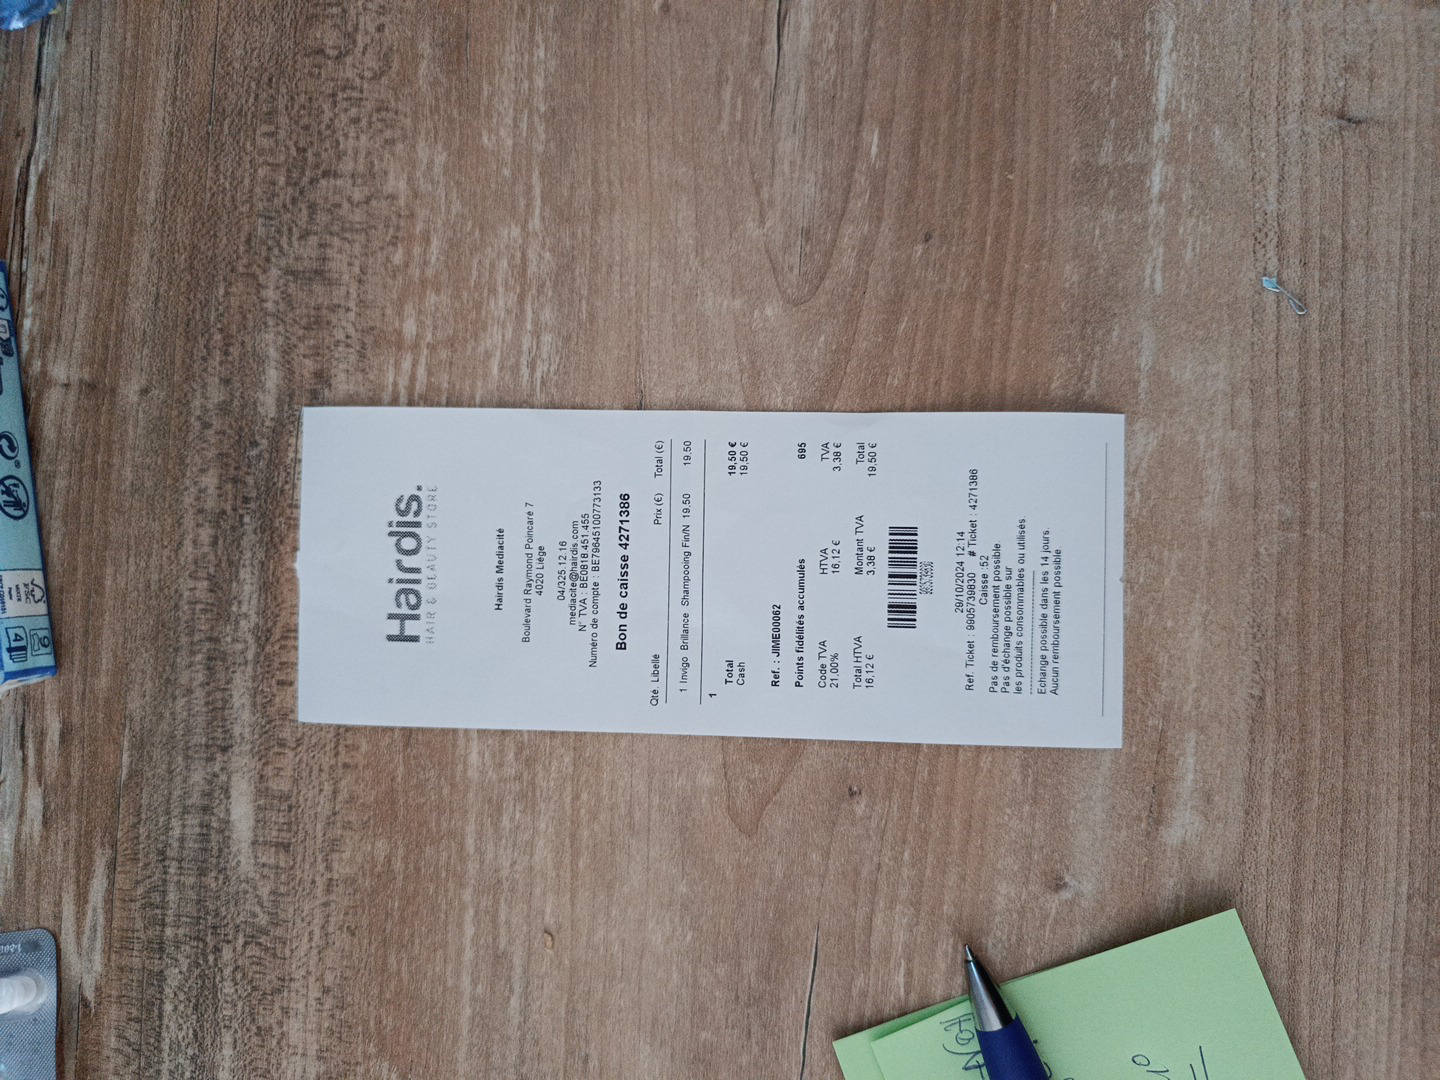 Hairdis.
HAIR & BEAUTY STORE
Hairdis Mediacité
Boulevard Raymond Poincaré 7
4020 Liège
04/325.12.16
mediacite@hairdis.com
N° TVA : BE0818.451.455
Numéro de compte : BE79645100773133
Bon de caisse 4271386
Qté. Libellé Prix (€) Total (€)
1 Invigo Brillance Shampooing Fin/N 19,50 19,50
1
Total 19,50 €
Cash 19,50 €
Ref. : JIME00062
Points fidélités accumulés 695
Code TVA HTVA TVA
21,00% 16,12 € 3,38 €
Total HTVA Montant TVA Total
16,12 € 3,38 € 19,50 €
29/10/2024 12:14
Ref. Ticket : 9905739830 # Ticket : 4271386
Caisse :52
Pas de remboursement possible.
Pas d'échange possible sur
les produits consommables ou utilisés.
Echange possible dans les 14 jours.
Aucun remboursement possible.